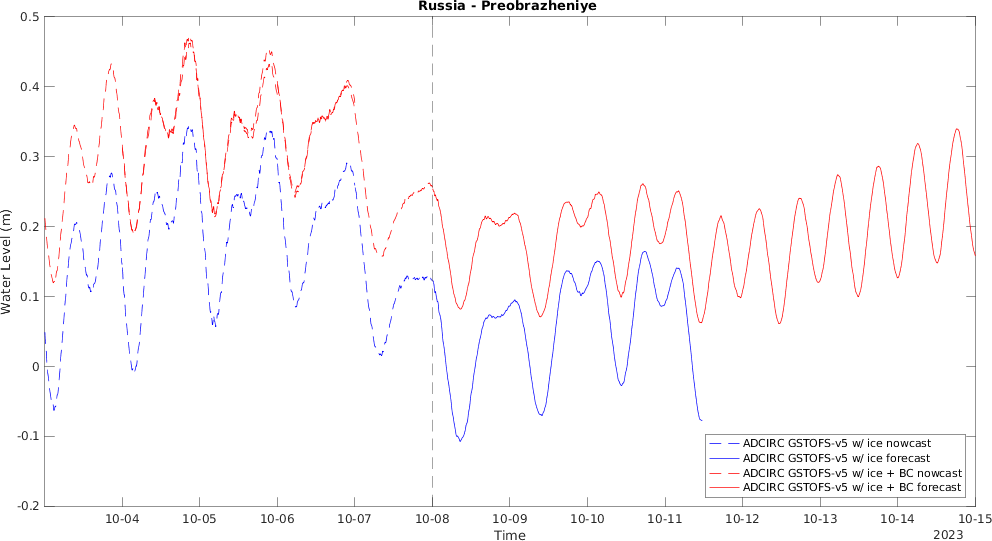 Russia - Preobrazheniye
0.5
0.4
0.3
0.2
0.1
0
-0.1
-0.2
Water Level (m)
10-04 10-05 10-06 10-07 10-08 10-09 10-10 10-11 10-12 10-13 10-14 10-15
Time
2023
ADCIRC GSTOFS-v5 w/ ice nowcast
ADCIRC GSTOFS-v5 w/ ice forecast
ADCIRC GSTOFS-v5 w/ ice + BC nowcast
ADCIRC GSTOFS-v5 w/ ice + BC forecast